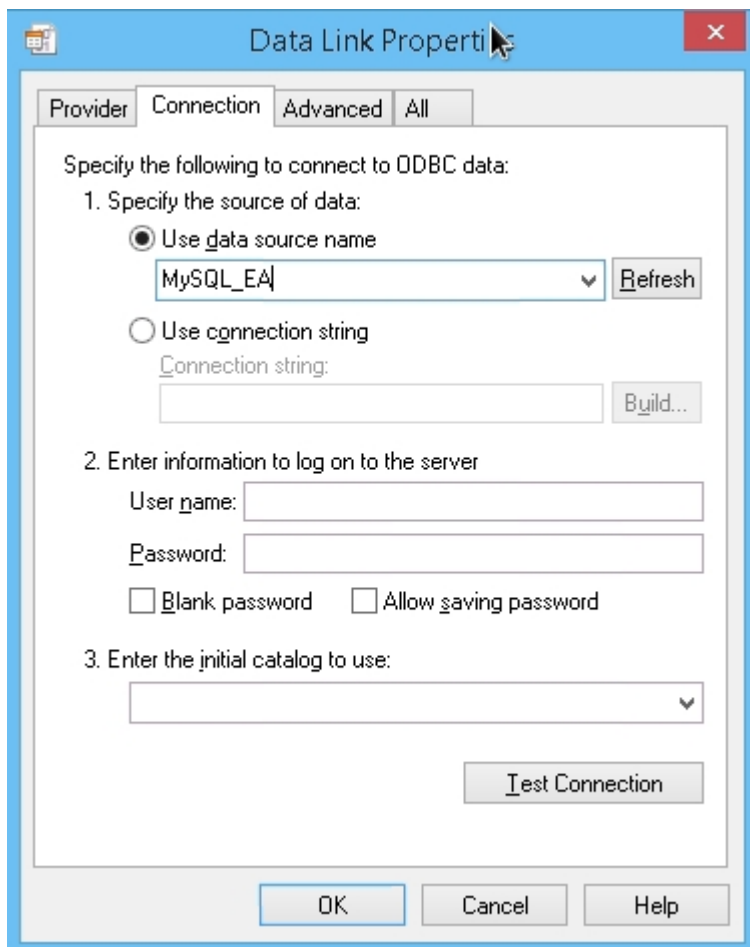 Data Link Properties
Provider Connection Advanced All
Specify the following to connect to ODBC data:
1. Specify the source of data:
Use data source name
MySQL_EA Refresh
Use connection string
Connection string:
Build...
2. Enter information to log on to the server
User name:
Password:
Blank password Allow saving password
3. Enter the initial catalog to use:
Test Connection
OK Cancel Help